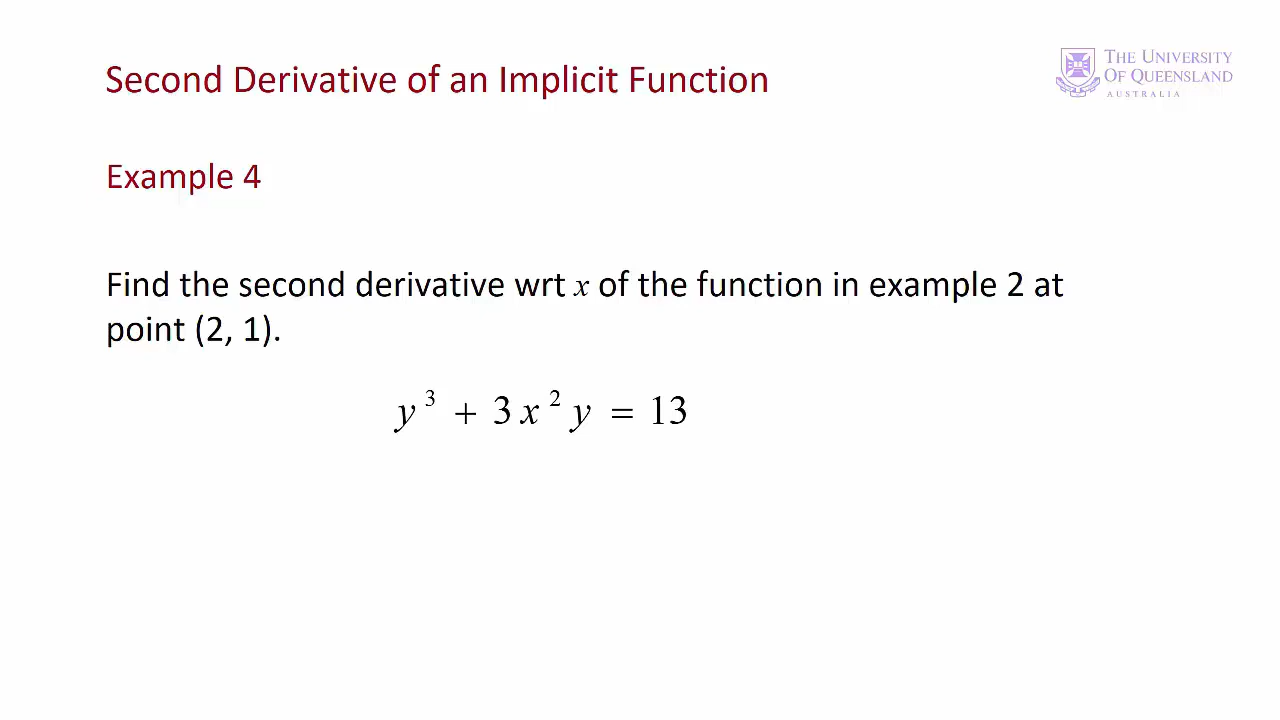 Second Derivative of an Implicit Function
THE UNIVERSITY
OF QUEENSLAND
AUSTRALIA
Example 4
Find the second derivative wrt x of the function in example 2 at
point (2, 1).
y³ + 3x²y = 13